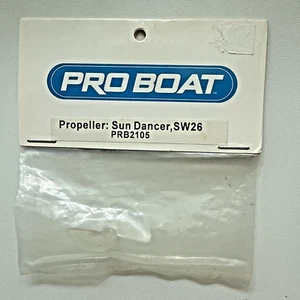 PRO BOAT
Propeller: Sun Dancer,SW26
PRB2105